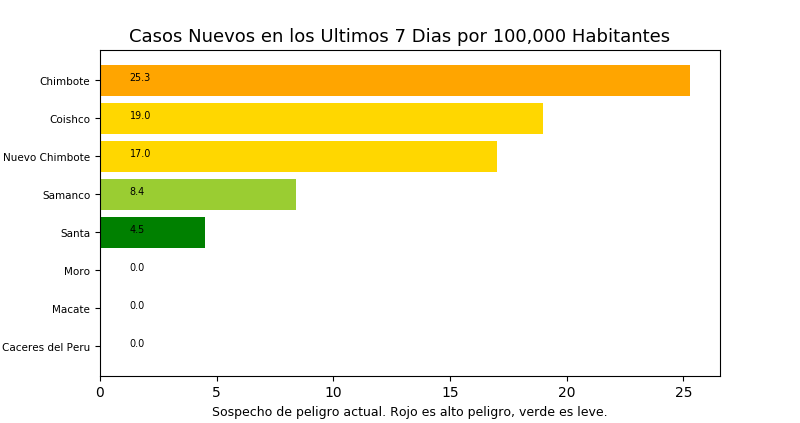 Casos Nuevos en los Ultimos 7 Dias por 100,000 Habitantes
Chimbote 25.3
Coishco 19.0
Nuevo Chimbote 17.0
Samanco 8.4
Santa 4.5
Moro 0.0
Macate 0.0
Caceres del Peru 0.0
0 5 10 15 20 25
Sospecho de peligro actual. Rojo es alto peligro, verde es leve.